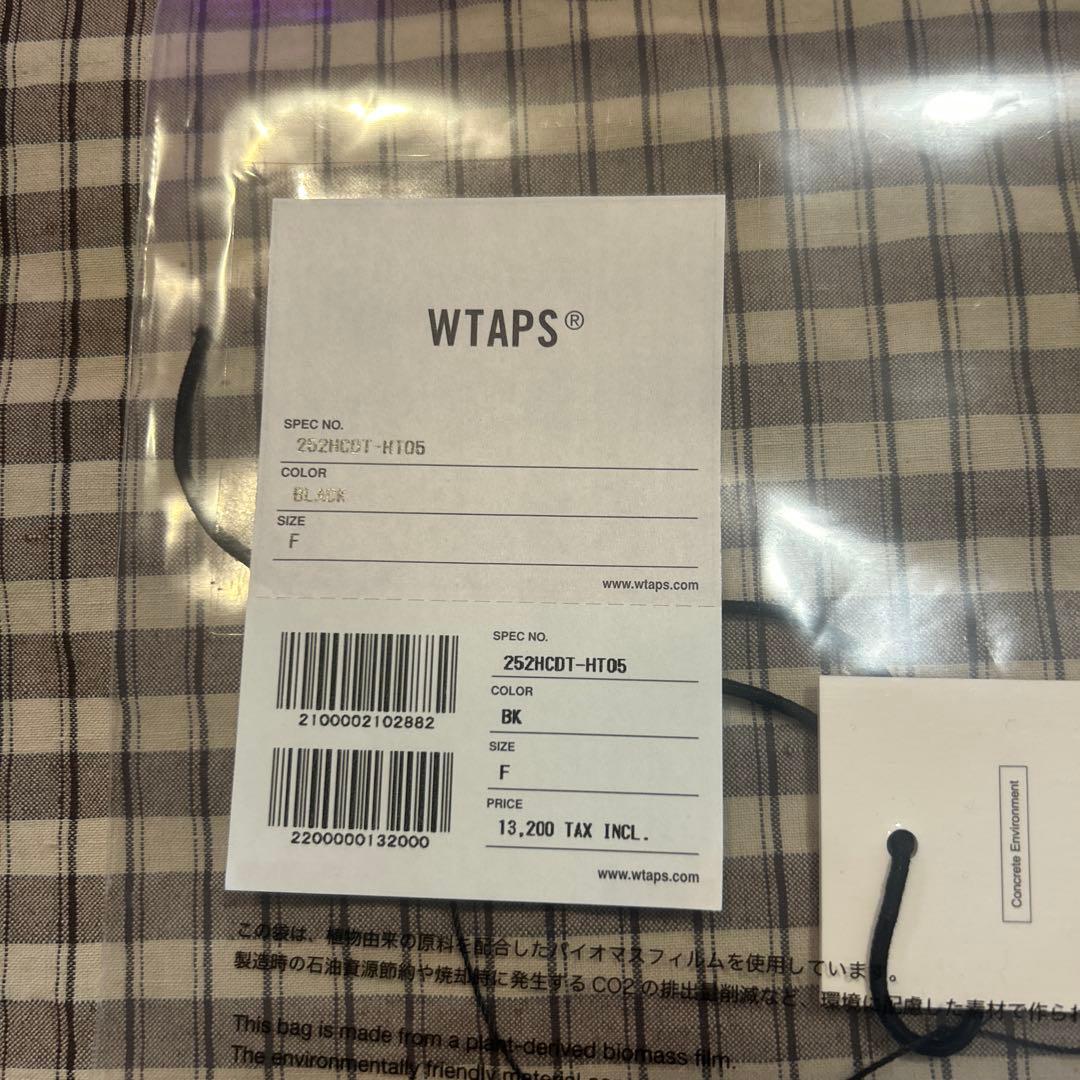 WTAPS®
SPEC NO.
252HCDT-HT05
COLOR
BLACK
SIZE
F
www.wtaps.com
2100002102882
2200000132000
SPEC NO.
252HCDT-HT05
COLOR
BK
SIZE
F
PRICE
13,200 TAX INCL.
www.wtaps.com
Concrete Environment
この袋は、植物由来の原料を配合したバイオマスフィルムを使用しています。
製造時の石油資源節約や焼却時に発生するCO2の排出量削減など、環境に配慮した素材で作られ
This bag is made from a plant-derived biomass film.
The environmentally friendly material